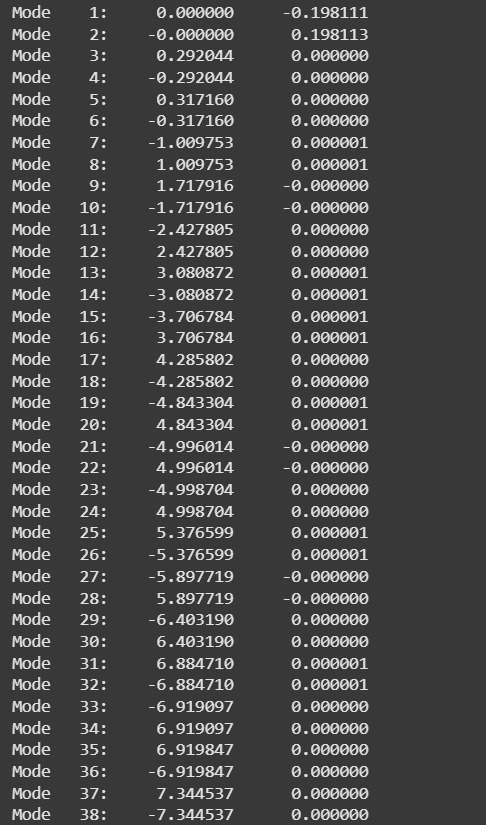 Mode 1: 0.000000 -0.198111
Mode 2: -0.000000 0.198113
Mode 3: 0.292044 0.000000
Mode 4: -0.292044 0.000000
Mode 5: 0.317160 0.000000
Mode 6: -0.317160 0.000000
Mode 7: -1.009753 0.000001
Mode 8: 1.009753 0.000001
Mode 9: 1.717916 -0.000000
Mode 10: -1.717916 -0.000000
Mode 11: -2.427805 0.000000
Mode 12: 2.427805 0.000000
Mode 13: 3.080872 0.000001
Mode 14: -3.080872 0.000001
Mode 15: -3.706784 0.000001
Mode 16: 3.706784 0.000001
Mode 17: 4.285802 0.000000
Mode 18: -4.285802 0.000000
Mode 19: -4.843304 0.000001
Mode 20: 4.843304 0.000001
Mode 21: -4.996014 -0.000000
Mode 22: 4.996014 -0.000000
Mode 23: -4.998704 0.000000
Mode 24: 4.998704 0.000000
Mode 25: 5.376599 0.000001
Mode 26: -5.376599 0.000001
Mode 27: -5.897719 -0.000000
Mode 28: 5.897719 -0.000000
Mode 29: -6.403190 0.000000
Mode 30: 6.403190 0.000000
Mode 31: 6.884710 0.000001
Mode 32: -6.884710 0.000001
Mode 33: -6.919097 0.000000
Mode 34: 6.919097 0.000000
Mode 35: 6.919847 0.000000
Mode 36: -6.919847 0.000000
Mode 37: 7.344537 0.000000
Mode 38: -7.344537 0.000000